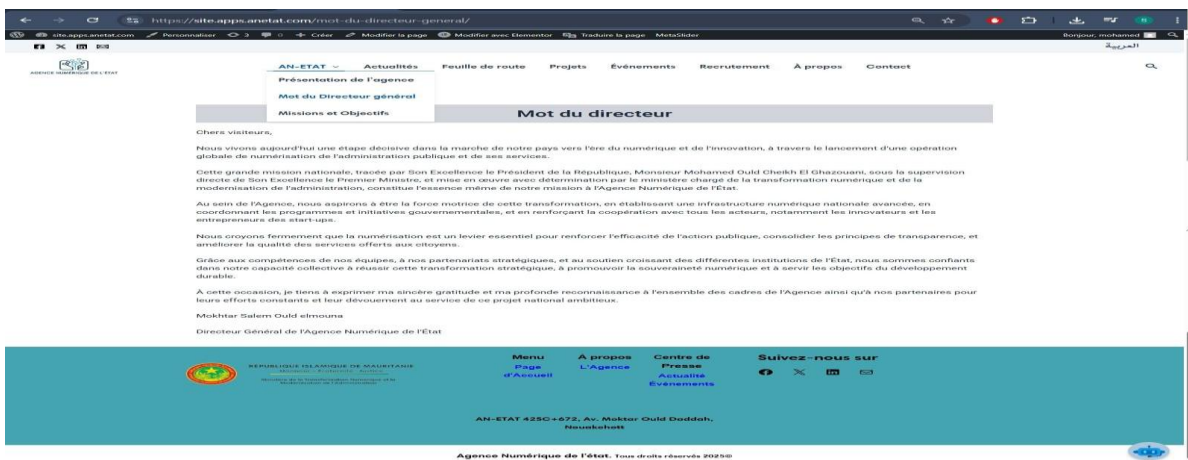 https://site.apps.anetat.com/mot-du-directeur-general/
site.apps.anetat.com Personnaliser 3 0 + Créer Modifier la page Modifier avec Elementor Traduire la page MetaSlider Bonjour, mohamed
العربية
AGENCE NUMÉRIQUE DE L'ÉTAT
AN-ETAT Actualités Feuille de route Projets Événements Recrutement À propos Contact
Présentation de l'agence
Mot du Directeur général
Missions et Objectifs
Mot du directeur
Chers visiteurs,
Nous vivons aujourd'hui une étape décisive dans la marche de notre pays vers l'ère du numérique et de l'innovation, à travers le lancement d'une opération
globale de numérisation de l'administration publique et de ses services.
Cette grande mission nationale, tracée par Son Excellence le Président de la République, Monsieur Mohamed Ould Cheikh El Ghazouani, sous la supervision
directe de Son Excellence le Premier Ministre, et mise en œuvre avec détermination par le ministère chargé de la transformation numérique et de la
modernisation de l'administration, constitue l'essence même de notre mission à l'Agence Numérique de l'État.
Au sein de l'Agence, nous aspirons à être la force motrice de cette transformation, en établissant une infrastructure numérique nationale avancée, en
coordonnant les programmes et initiatives gouvernementales, et en renforçant la coopération avec tous les acteurs, notamment les innovateurs et les
entrepreneurs des start-ups.
Nous croyons fermement que la numérisation est un levier essentiel pour renforcer l'efficacité de l'action publique, consolider les principes de transparence, et
améliorer la qualité des services offerts aux citoyens.
Grâce aux compétences de nos équipes, à nos partenariats stratégiques, et au soutien croissant des différentes institutions de l'État, nous sommes confiants
dans notre capacité collective à réussir cette transformation stratégique, à promouvoir la souveraineté numérique et à servir les objectifs du développement
durable.
À cette occasion, je tiens à exprimer ma sincère gratitude et ma profonde reconnaissance à l'ensemble des cadres de l'Agence ainsi qu'à nos partenaires pour
leurs efforts constants et leur dévouement au service de ce projet national ambitieux.
Mokhtar Salem Ould elmouna
Directeur Général de l'Agence Numérique de l'État
RÉPUBLIQUE ISLAMIQUE DE MAURITANIE
Menu À propos Centre de Presse Suivez-nous sur
Page d'Accueil L'Agence Actualité
Événements
AN-ETAT 425G+672, Av. Moktar Ould Daddah,
Nouakchott
Agence Numérique de l'état. Tous droits réservés 2025©